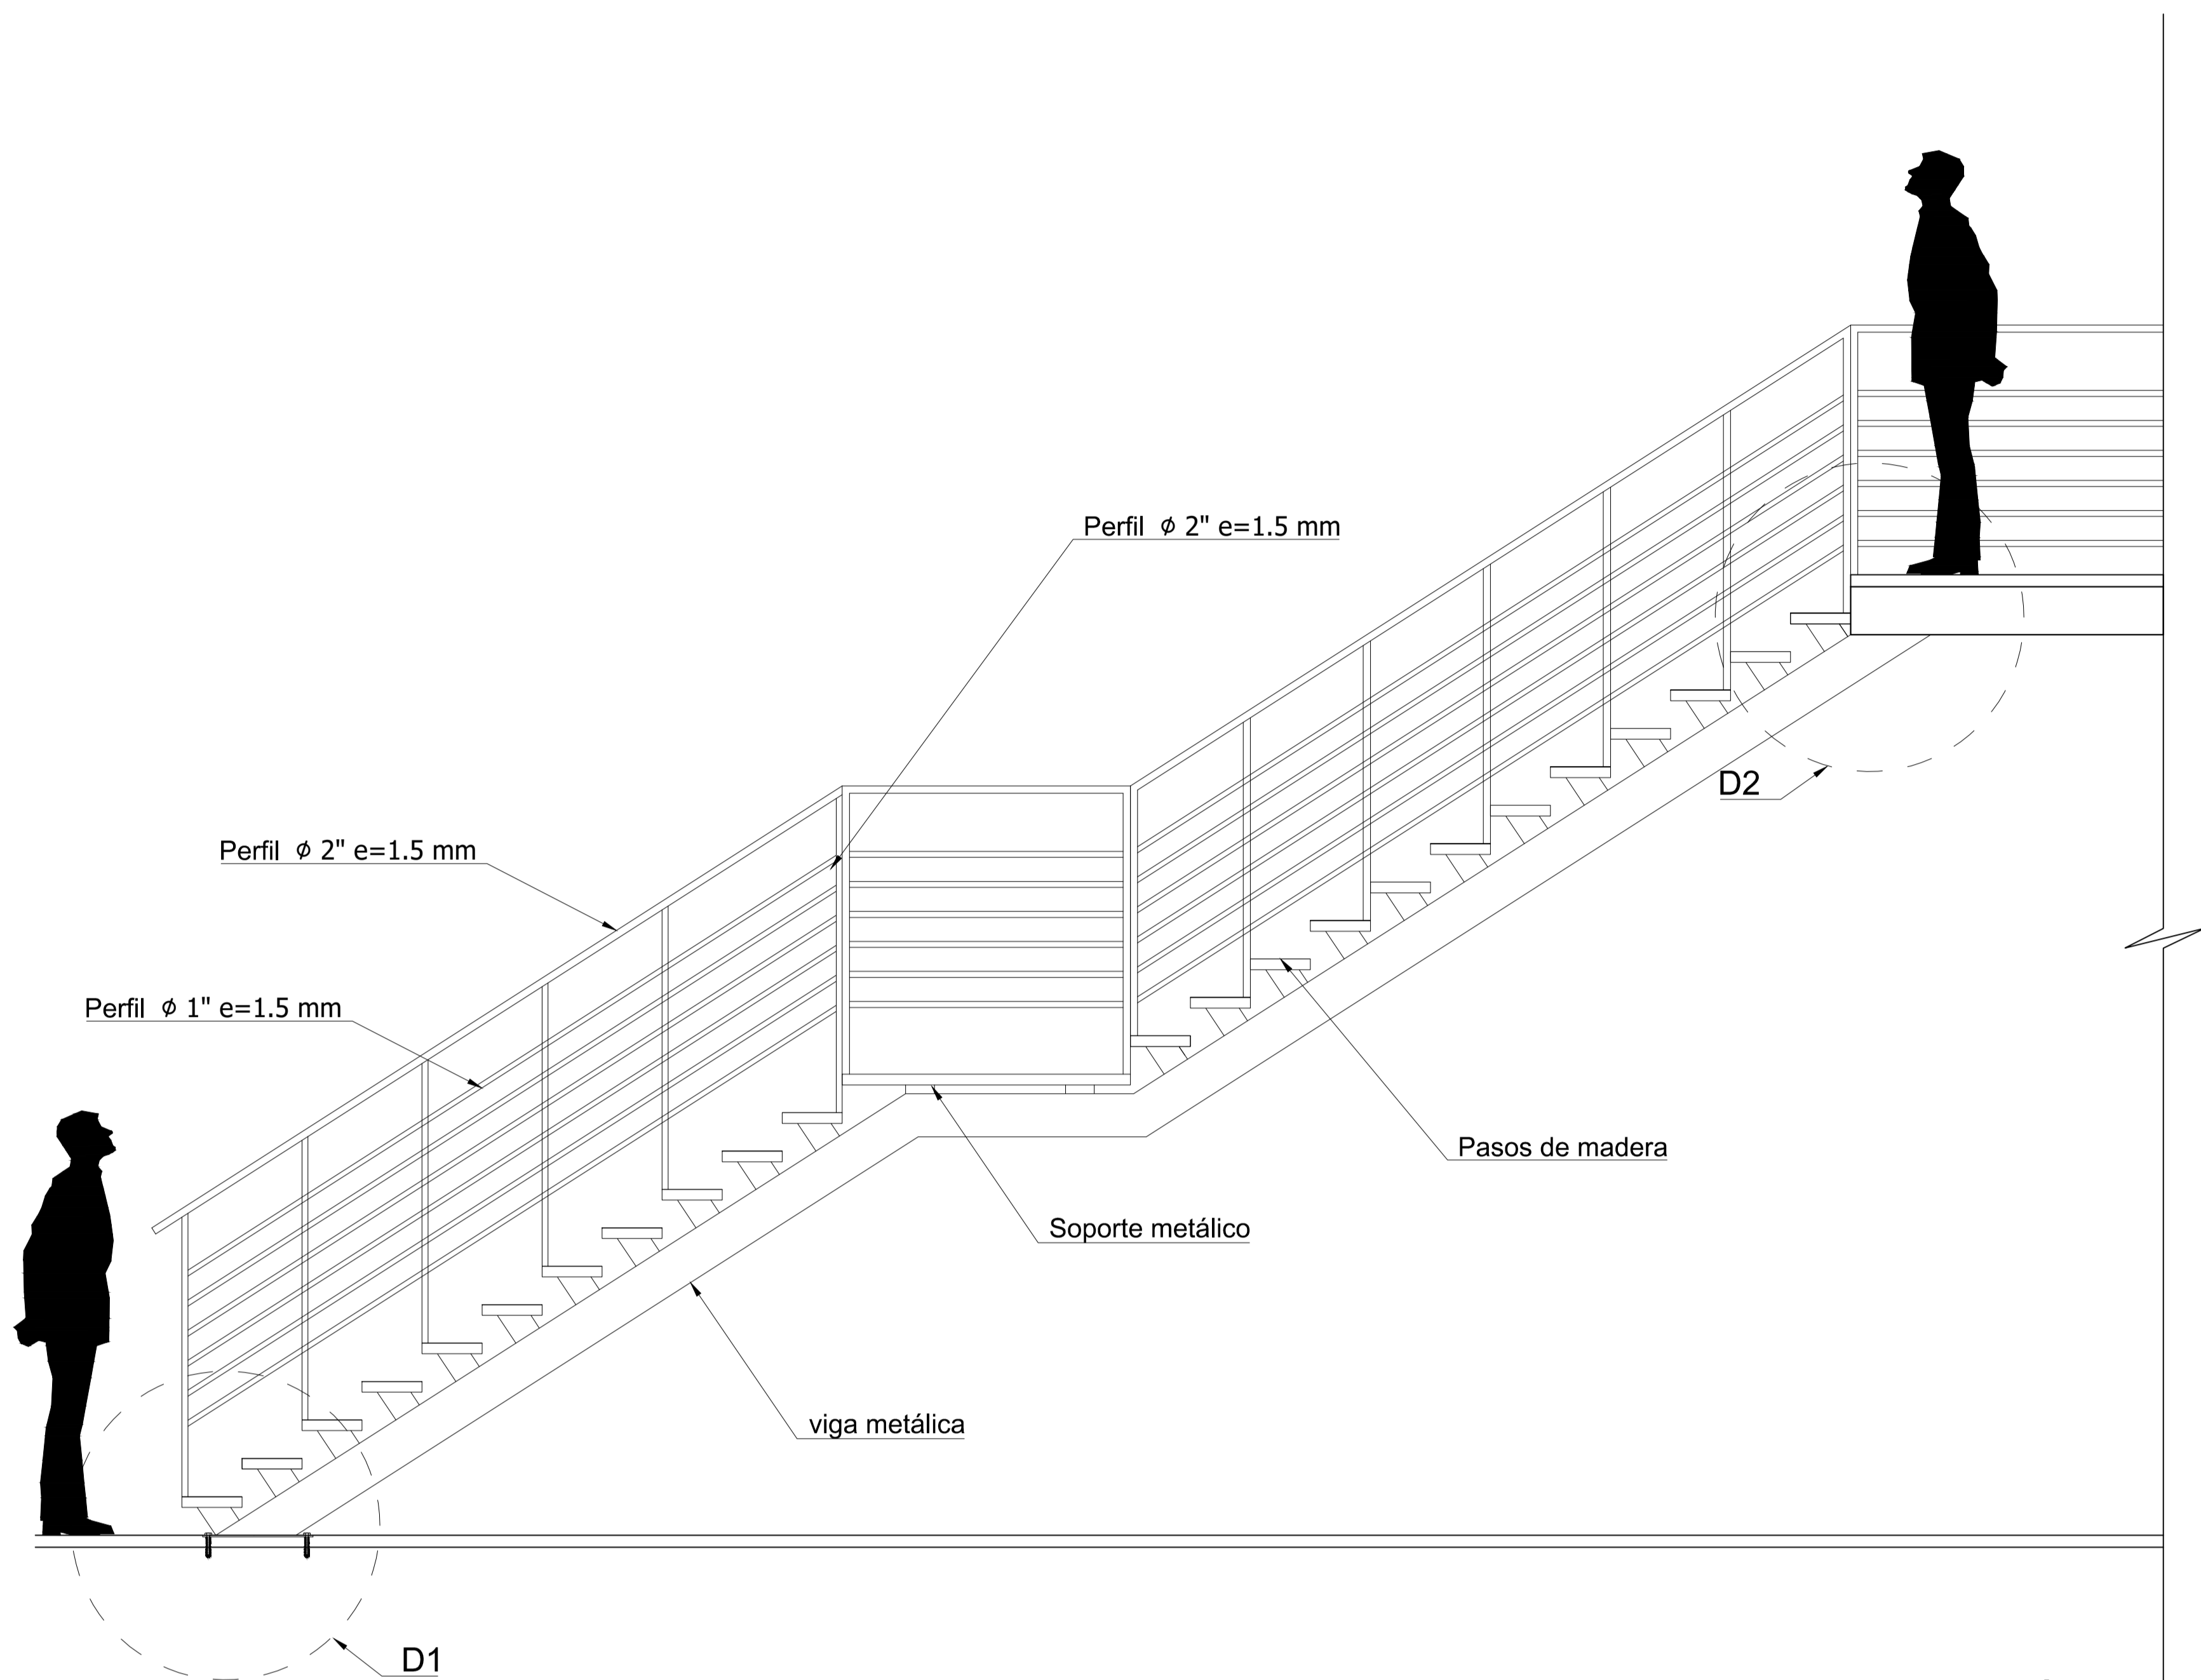 Perfil ϕ 2" e=1.5 mm
D2
Perfil ϕ 2" e=1.5 mm
Perfil ϕ 1" e=1.5 mm
Pasos de madera
Soporte metálico
viga metálica
D1